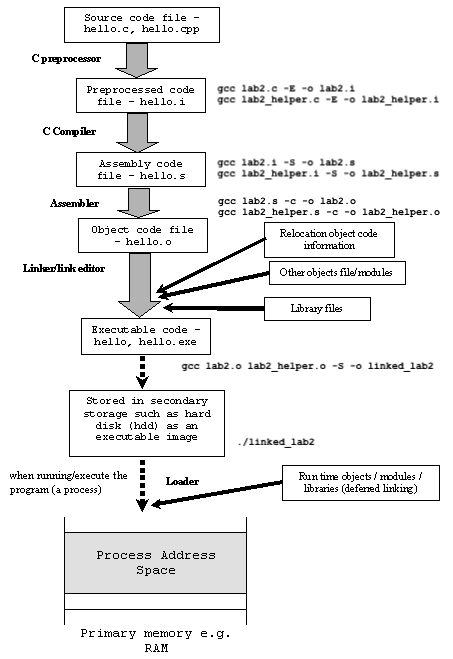 Source code file -
hello.c, hello.cpp
C preprocessor
Preprocessed code
file - hello.i
gcc lab2.c -E -o lab2.i
gcc lab2_helper.c -E -o lab2_helper.i
C Compiler
Assembly code
file - hello.s
gcc lab2.i -S -o lab2.s
gcc lab2_helper.i -S -o lab2_helper.s
Assembler
gcc lab2.s -c -o lab2.o
gcc lab2_helper.s -c -o lab2_helper.o
Object code file
- hello.o
Relocation object code
information
Linker/link editor
Other objects file/modules
Library files
Executable code -
hello, hello.exe
gcc lab2.o lab2_helper.o -S -o linked_lab2
Stored in secondary
storage such as hard
disk (hdd) as an
executable image
./linked_lab2
when running/execute the
program (a process)
Loader
Run time objects / modules /
libraries (deferred linking)
Process Address
Space
Primary memory e.g.
RAM